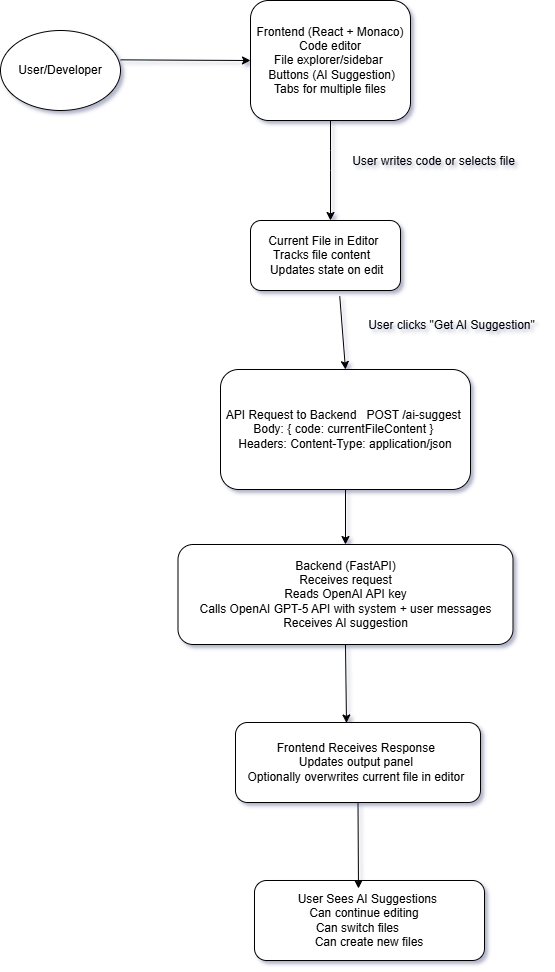 User/Developer
Frontend (React + Monaco)
Code editor
File explorer/sidebar
Buttons (AI Suggestion)
Tabs for multiple files
User writes code or selects file
Current File in Editor
Tracks file content
Updates state on edit
User clicks "Get AI Suggestion"
API Request to Backend   POST /ai-suggest
Body: { code: currentFileContent }
Headers: Content-Type: application/json
Backend (FastAPI)
Receives request
Reads OpenAI API key
Calls OpenAI GPT-5 API with system + user messages
Receives AI suggestion
Frontend Receives Response
Updates output panel
Optionally overwrites current file in editor
User Sees AI Suggestions
Can continue editing
Can switch files
Can create new files